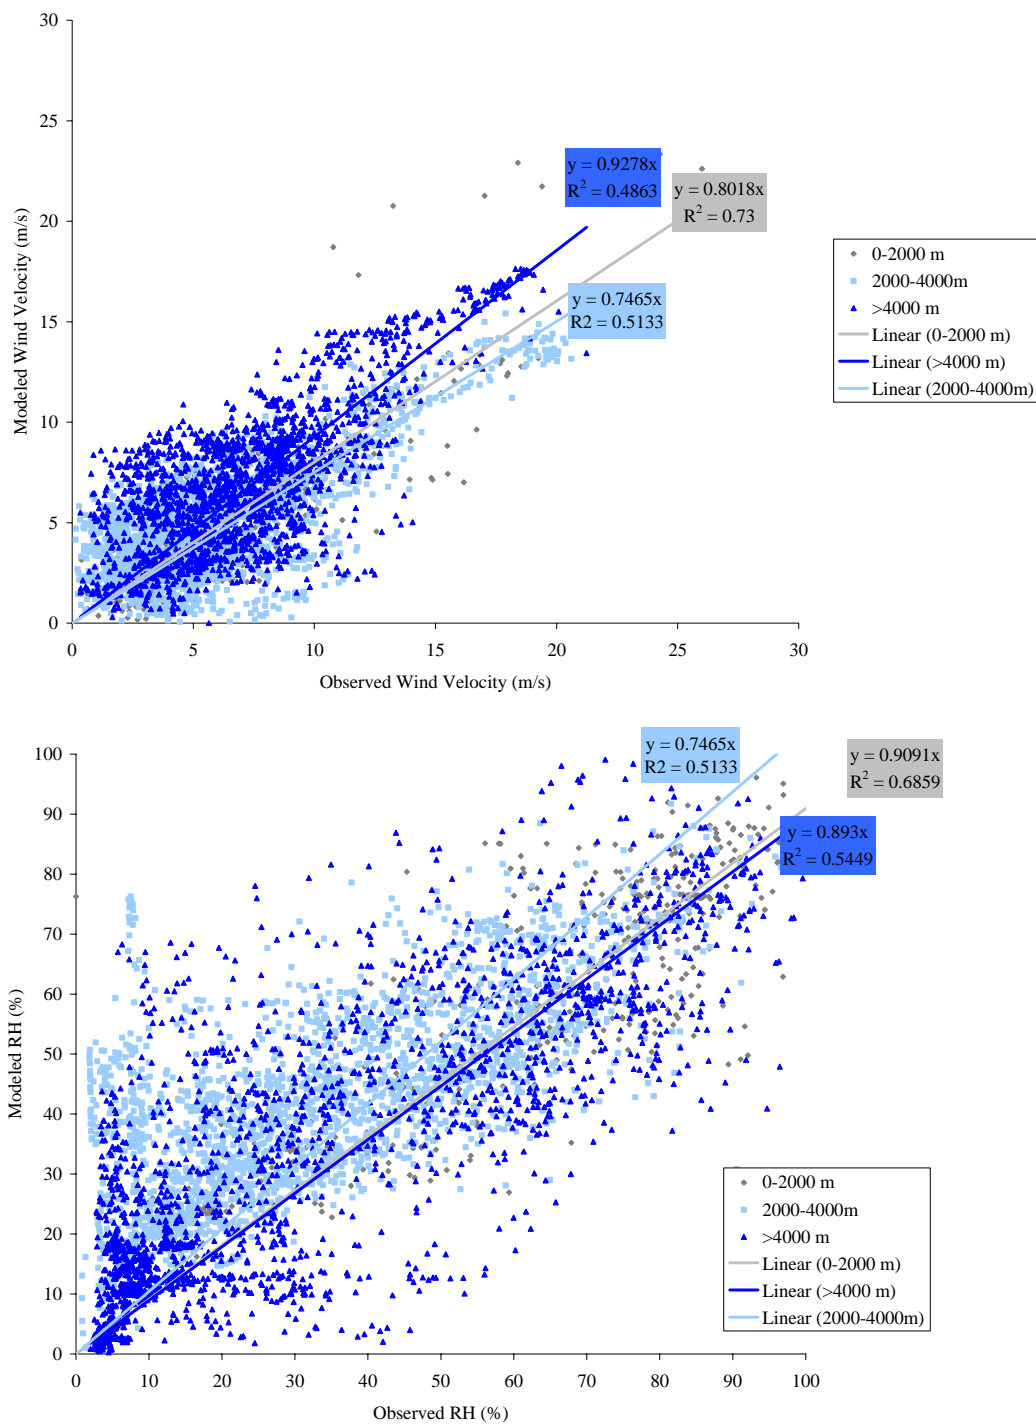 30
25
20
15
10
5
0
Modeled Wind Velocity (m/s)
y = 0.9278x
R² = 0.4863
y = 0.8018x
R² = 0.73
y = 0.7465x
R2 = 0.5133
0-2000 m
2000-4000m
>4000 m
Linear (0-2000 m)
Linear (>4000 m)
Linear (2000-4000m)
0 5 10 15 20 25 30
Observed Wind Velocity (m/s)
100
90
80
70
60
50
40
30
20
10
0
Modeled RH (%)
y = 0.7465x
R2 = 0.5133
y = 0.9091x
R² = 0.6859
y = 0.893x
R² = 0.5449
0-2000 m
2000-4000m
>4000 m
Linear (0-2000 m)
Linear (>4000 m)
Linear (2000-4000m)
0 10 20 30 40 50 60 70 80 90 100
Observed RH (%)